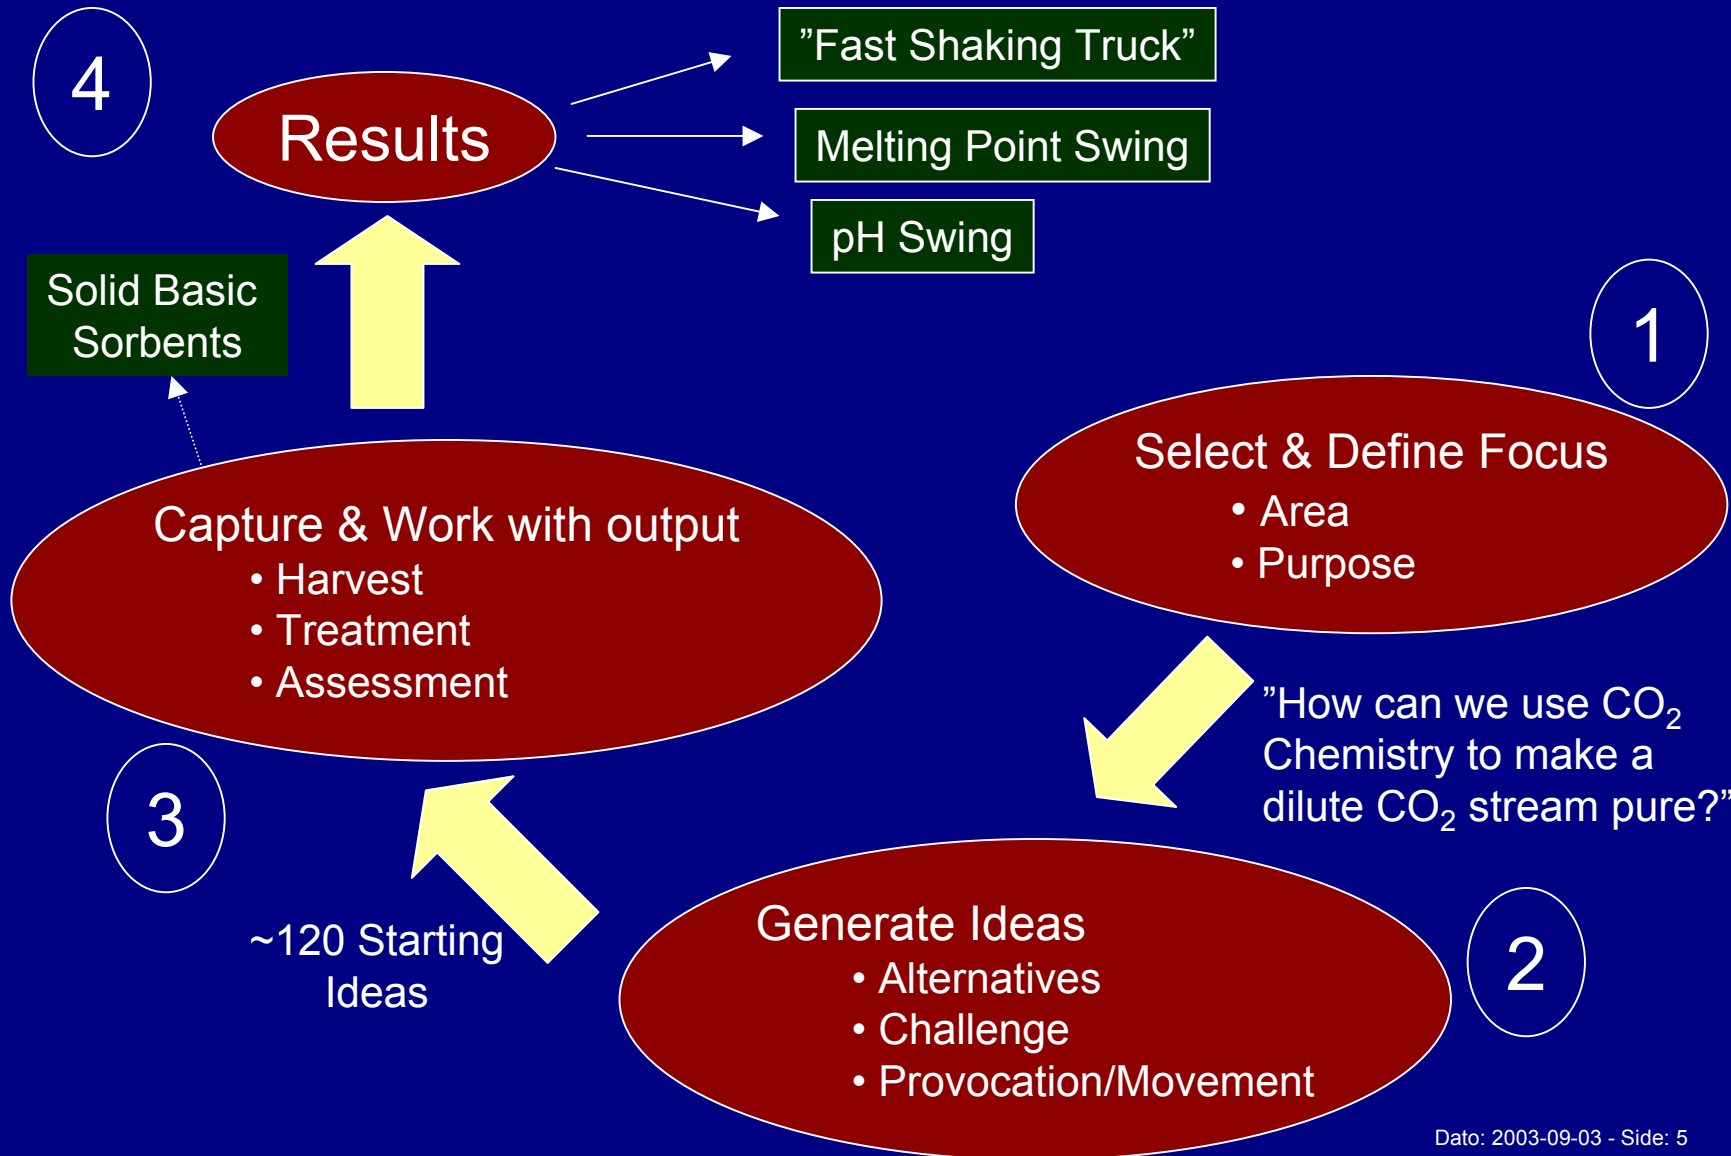 4
Results
”Fast Shaking Truck”
Melting Point Swing
pH Swing
Solid Basic
Sorbents
1
Select & Define Focus
• Area
• Purpose
”How can we use CO₂
Chemistry to make a
dilute CO₂ stream pure?”
2
Generate Ideas
• Alternatives
• Challenge
• Provocation/Movement
~120 Starting
Ideas
3
Capture & Work with output
• Harvest
• Treatment
• Assessment
Dato: 2003-09-03 - Side: 5